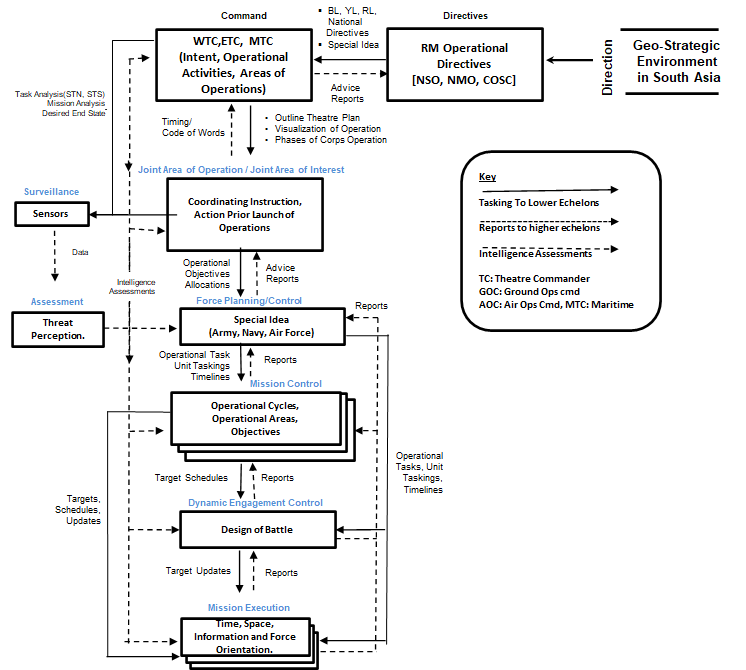 Command
BL, YL, RL,
National
Directives
Special Idea
Directives
WTC,ETC, MTC
(Intent, Operational
Activities, Areas of
Operations)
RM Operational
Directives
[NSO, NMO, COSC]
Direction
Geo-Strategic
Environment
in South Asia
Advice
Reports
Task Analysis(STN, STS)
Mission Analysis
Desired End State
Timing/
Code of Words
Outline Theatre Plan
Visualization of Operation
Phases of Corps Operation
Joint Area of Operation / Joint Area of Interest
Surveillance
Sensors
Coordinating Instruction,
Action Prior Launch of
Operations
Data
Intelligence
Assessments
Operational
Objectives
Allocations
Advice
Reports
Assessment
Threat
Perception.
Force Planning/Control
Special Idea
(Army, Navy, Air Force)
Reports
Operational Task
Unit Taskings
Timelines
Reports
Mission Control
Operational Cycles,
Operational Areas,
Objectives
Operational
Tasks, Unit
Taskings,
Timelines
Target Schedules
Reports
Targets,
Schedules,
Updates
Dynamic Engagement Control
Design of Battle
Target Updates
Reports
Mission Execution
Time, Space,
Information and Force
Orientation.
Key
Tasking To Lower Echelons
Reports to higher echelons
Intelligence Assessments
TC: Theatre Commander
GOC: Ground Ops cmd
AOC: Air Ops Cmd, MTC: Maritime